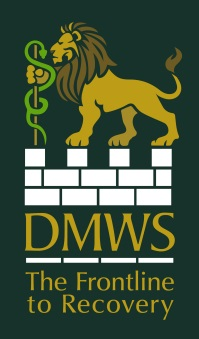 DMWS
The Frontline
to Recovery